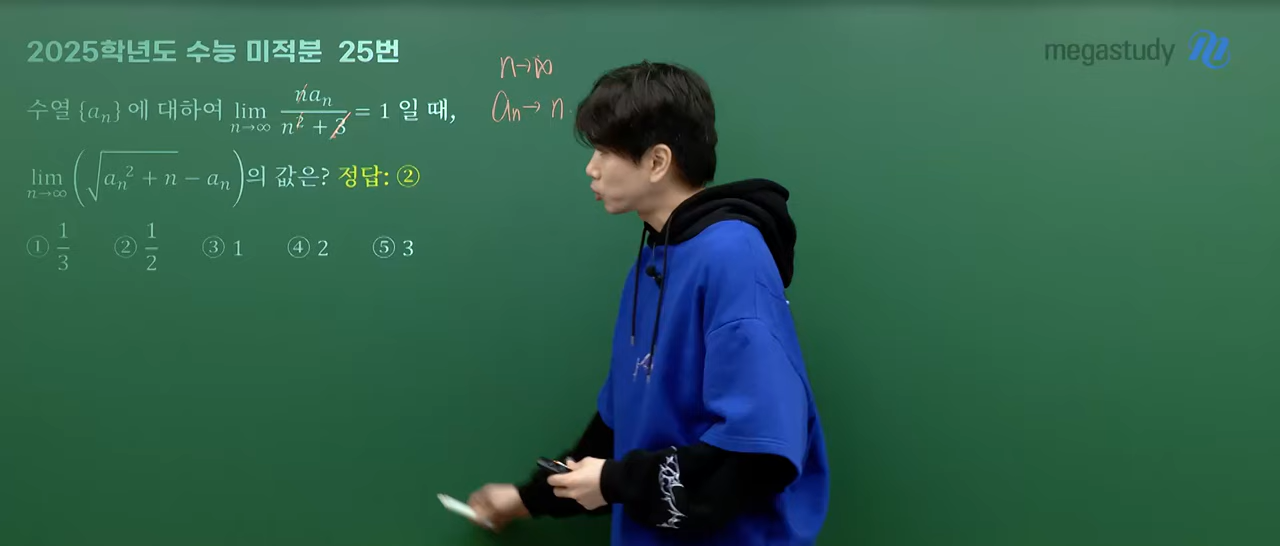 2025학년도 수능 미적분 25번
megastudy
수열 {aₙ} 에 대하여 lim_{n→∞} naₙ/(n² + 3) = 1 일 때,
lim_{n→∞} (√(aₙ² + n) − aₙ)의 값은? 정답: ②
① 1/3 ② 1/2 ③ 1 ④ 2 ⑤ 3
n→∞
aₙ→ n